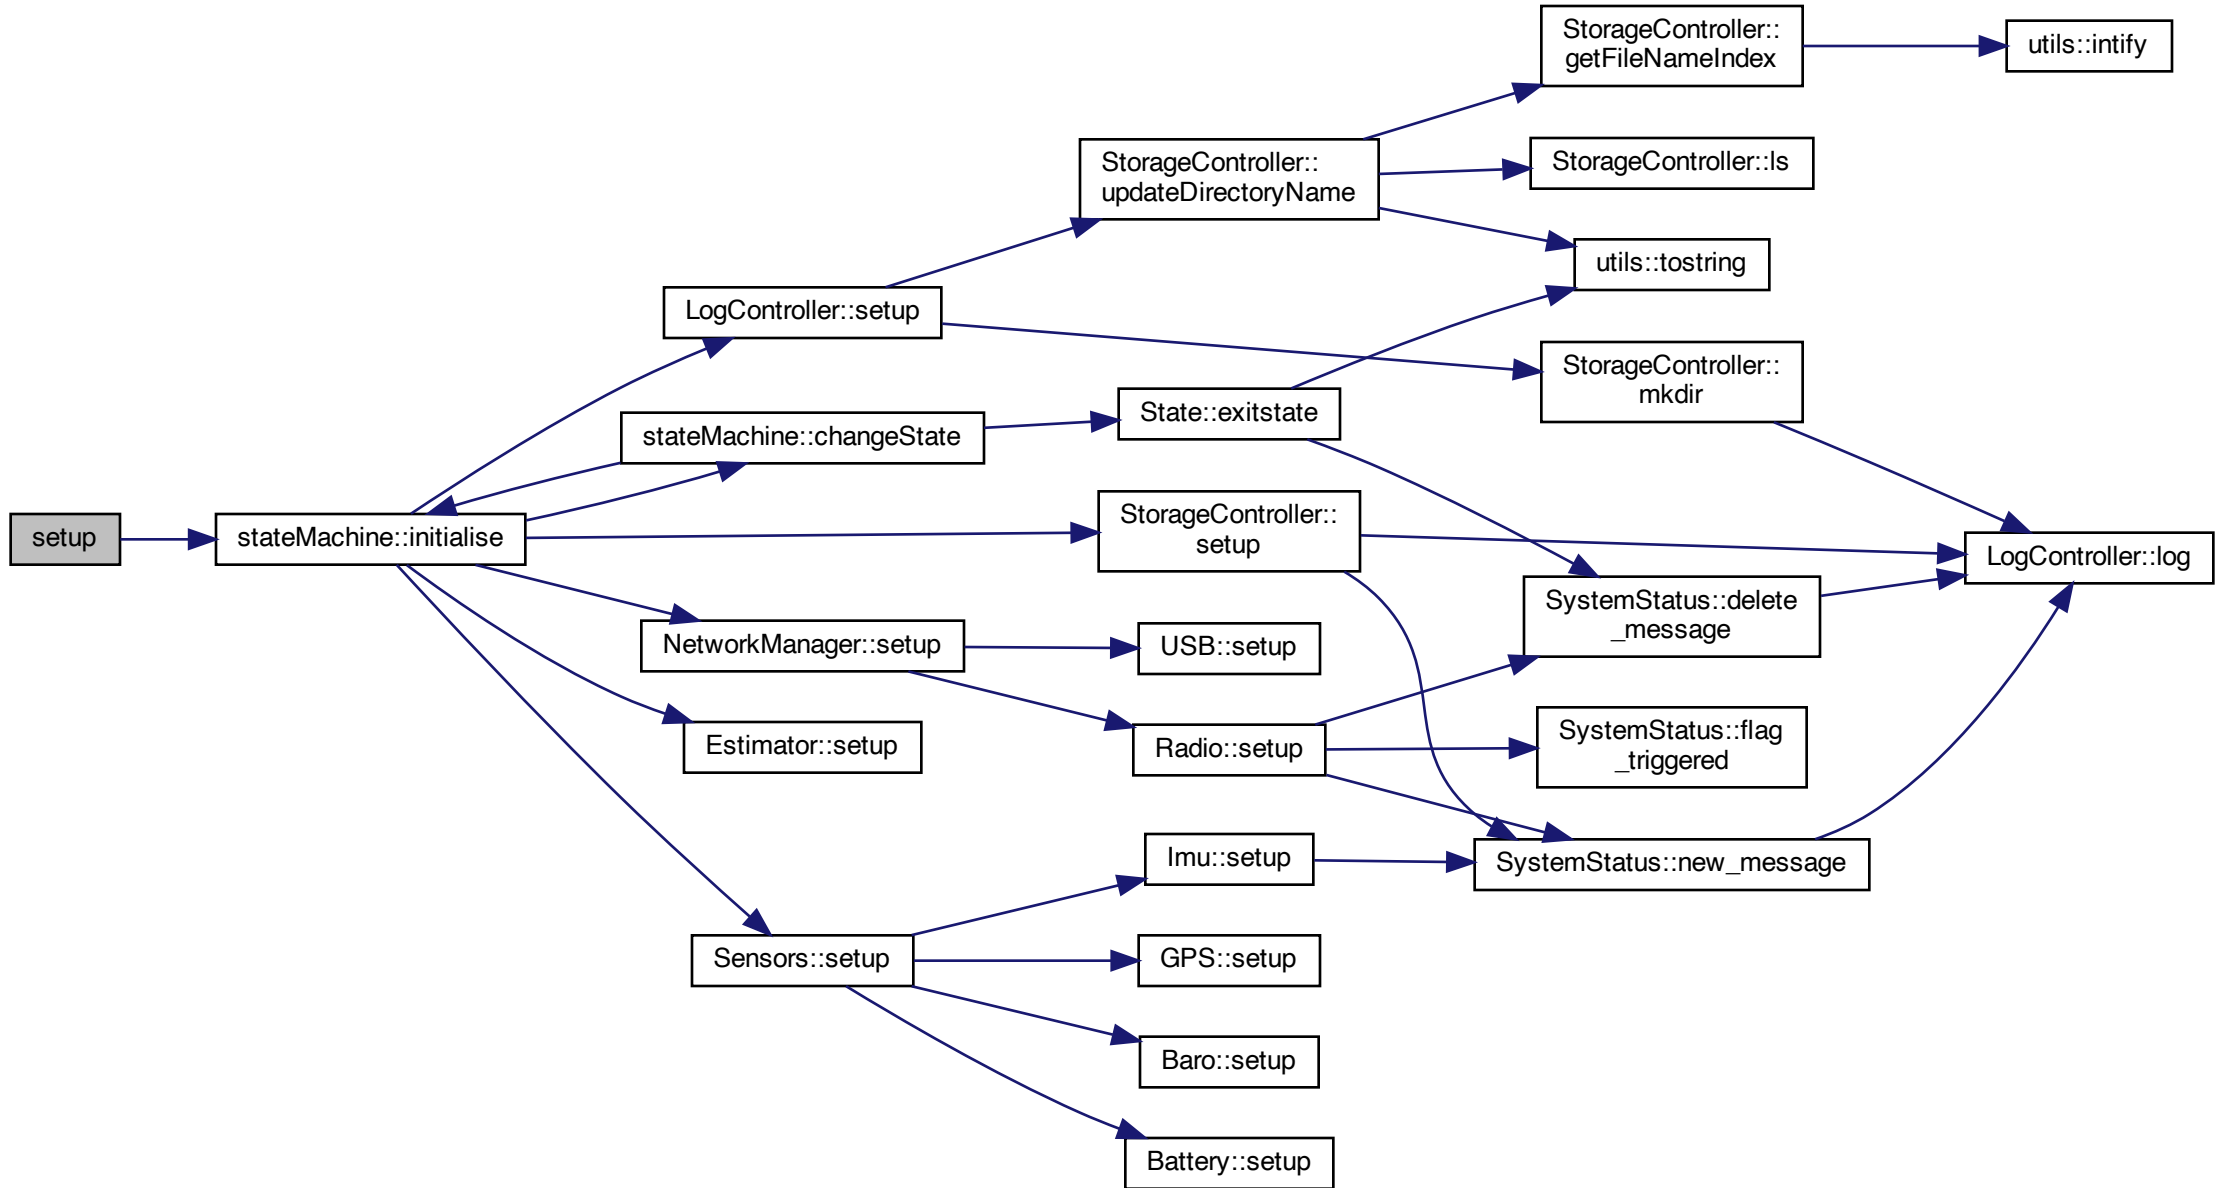 setup
stateMachine::initialise
LogController::setup
stateMachine::changeState
StorageController::
setup
NetworkManager::setup
Estimator::setup
Sensors::setup
StorageController::
updateDirectoryName
State::exitstate
USB::setup
Radio::setup
Imu::setup
GPS::setup
Baro::setup
Battery::setup
StorageController::
getFileNameIndex
StorageController::ls
utils::tostring
StorageController::
mkdir
SystemStatus::delete
_message
SystemStatus::flag
_triggered
SystemStatus::new_message
utils::intify
LogController::log